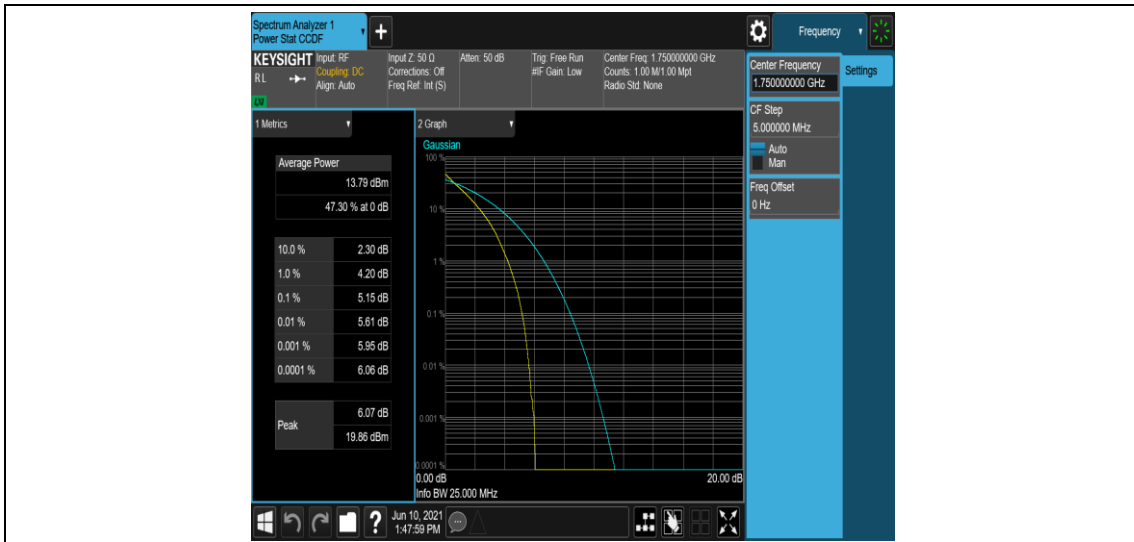 Spectrum Analyzer 1
Power Stat CCDF
Frequency
KEYSIGHT
RL
LXI
Input: RF
Coupling: DC
Align: Auto
Input Z: 50 Ω
Corrections: Off
Freq Ref: Int (S)
Atten: 50 dB
Trig: Free Run
#IF Gain: Low
Center Freq: 1.750000000 GHz
Counts: 1.00 M/1.00 Mpt
Radio Std: None
Center Frequency
1.750000000 GHz
Settings
CF Step
5.000000 MHz
Auto
Man
Freq Offset
0 Hz
1 Metrics
Average Power
13.79 dBm
47.30 % at 0 dB
10.0 % 2.30 dB
1.0 % 4.20 dB
0.1 % 5.15 dB
0.01 % 5.61 dB
0.001 % 5.95 dB
0.0001 % 6.06 dB
Peak
6.07 dB
19.86 dBm
2 Graph
Gaussian
100 %
10 %
1 %
0.1 %
0.01 %
0.001 %
0.0001 %
0.00 dB 20.00 dB
Info BW 25.000 MHz
Jun 10, 2021
1:47:59 PM